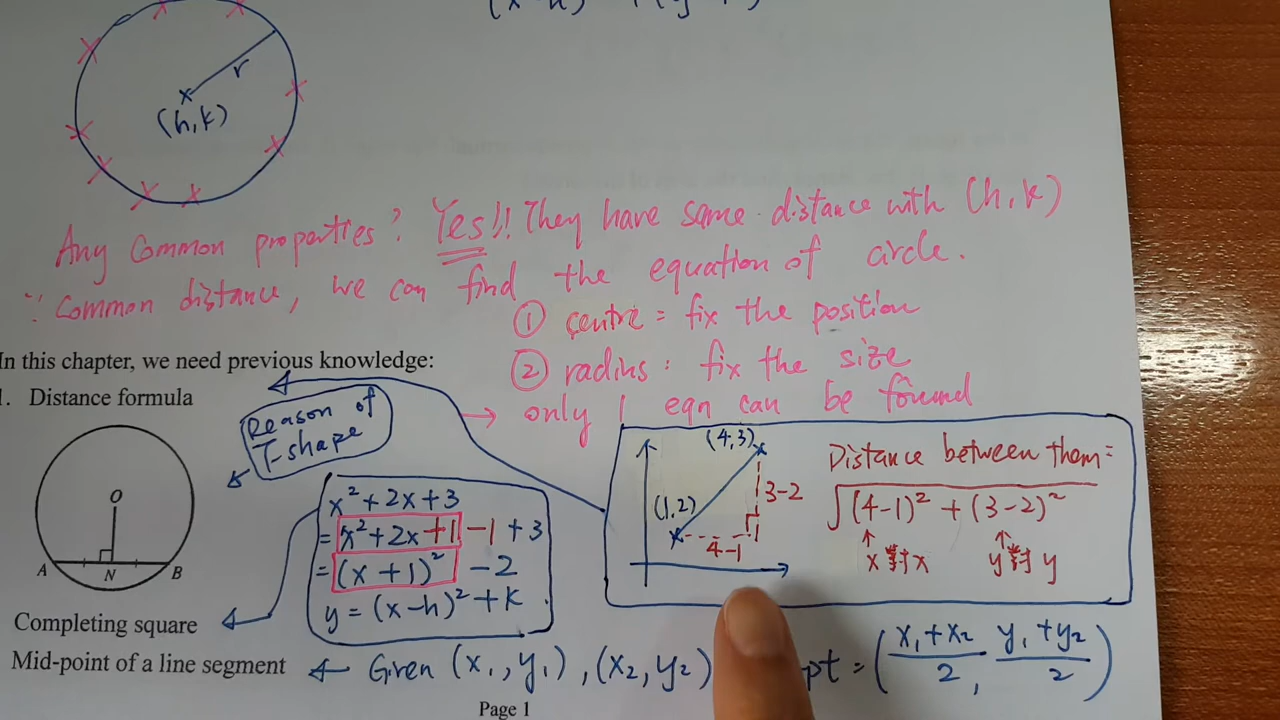 r
(h,k)
Any Common properties? Yes!! They have same distance with (h,k)
∵ Common distance, we can find the equation of circle.
① centre = fix the position
② radius: fix the size
→ only 1 eqn can be found
In this chapter, we need previous knowledge:
1. Distance formula
Reason of
T-shape
O
A N B
x²+2x+3
= x²+2x+1-1+3
= (x+1)²-2
y=(x-h)²+k
(4,3)
(1,2)
3-2
4-1
Distance between them=
√(4-1)²+(3-2)²
x對x y對y
Completing square
Mid-point of a line segment ← Given (x₁,y₁),(x₂,y₂) pt=(x₁+x₂/2, y₁+y₂/2)
Page 1